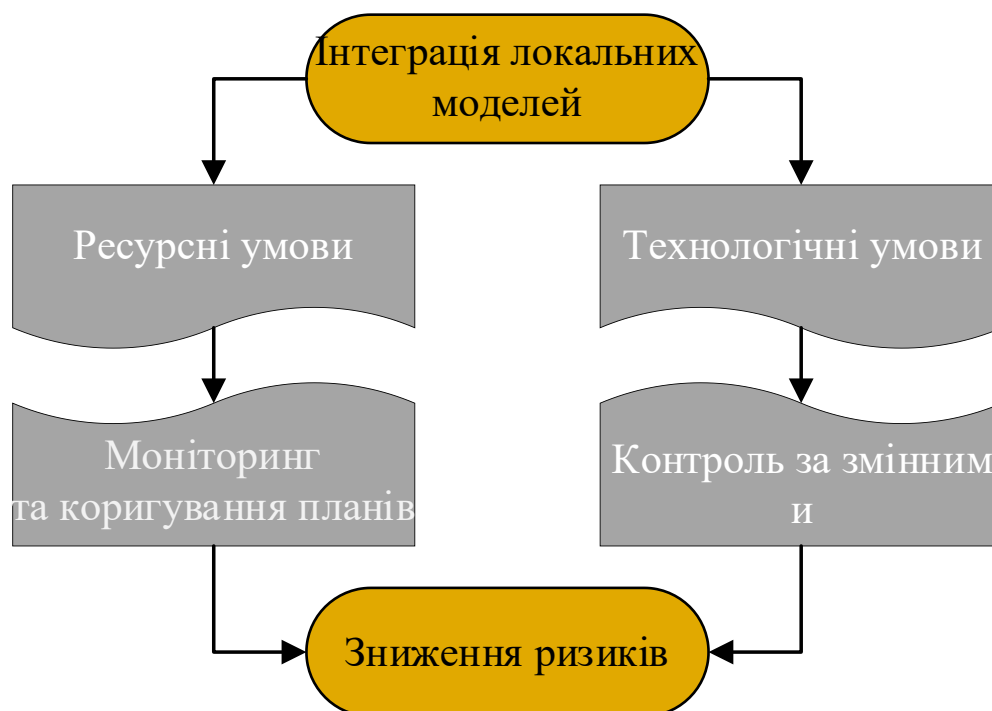 Інтеграція локальних
моделей
Ресурсні умови
Технологічні умови
Моніторинг
та коригування планів
Контроль за змінним
и
Зниження ризиків